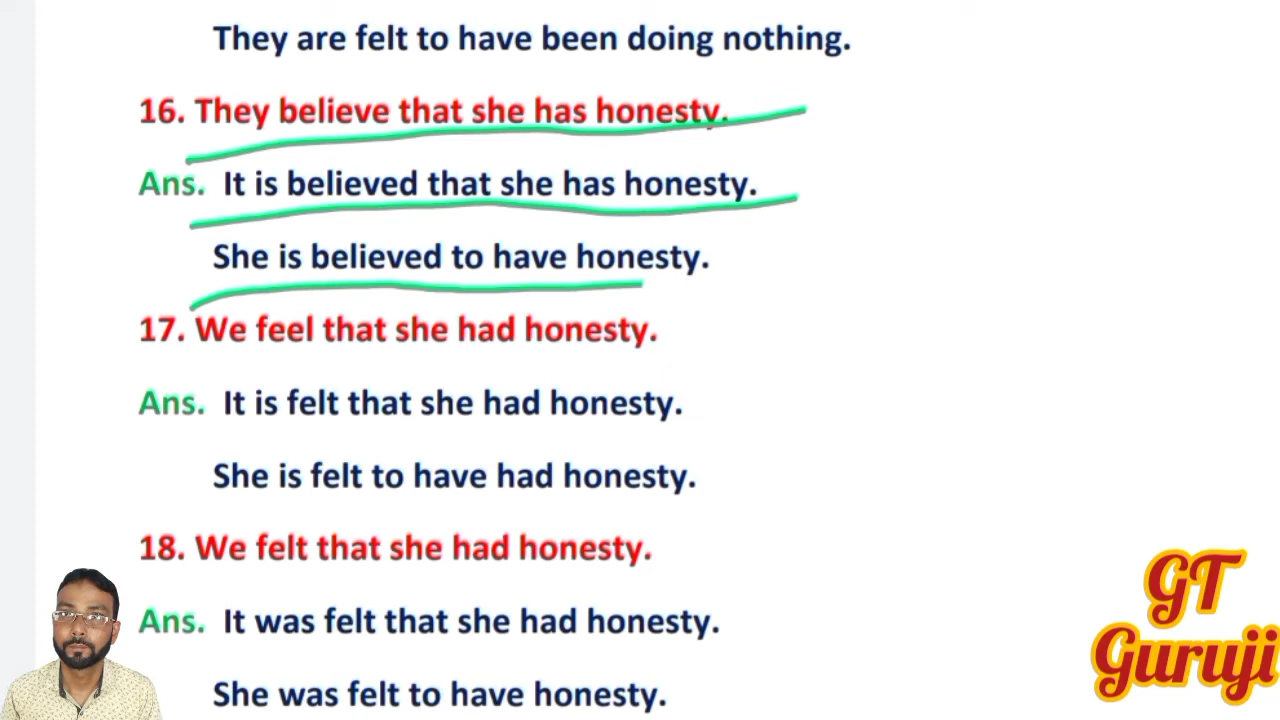 They are felt to have been doing nothing.
16. They believe that she has honesty.
Ans. It is believed that she has honesty.
She is believed to have honesty.
17. We feel that she had honesty.
Ans. It is felt that she had honesty.
She is felt to have had honesty.
18. We felt that she had honesty.
Ans. It was felt that she had honesty.
She was felt to have honesty.
GT
Guruji